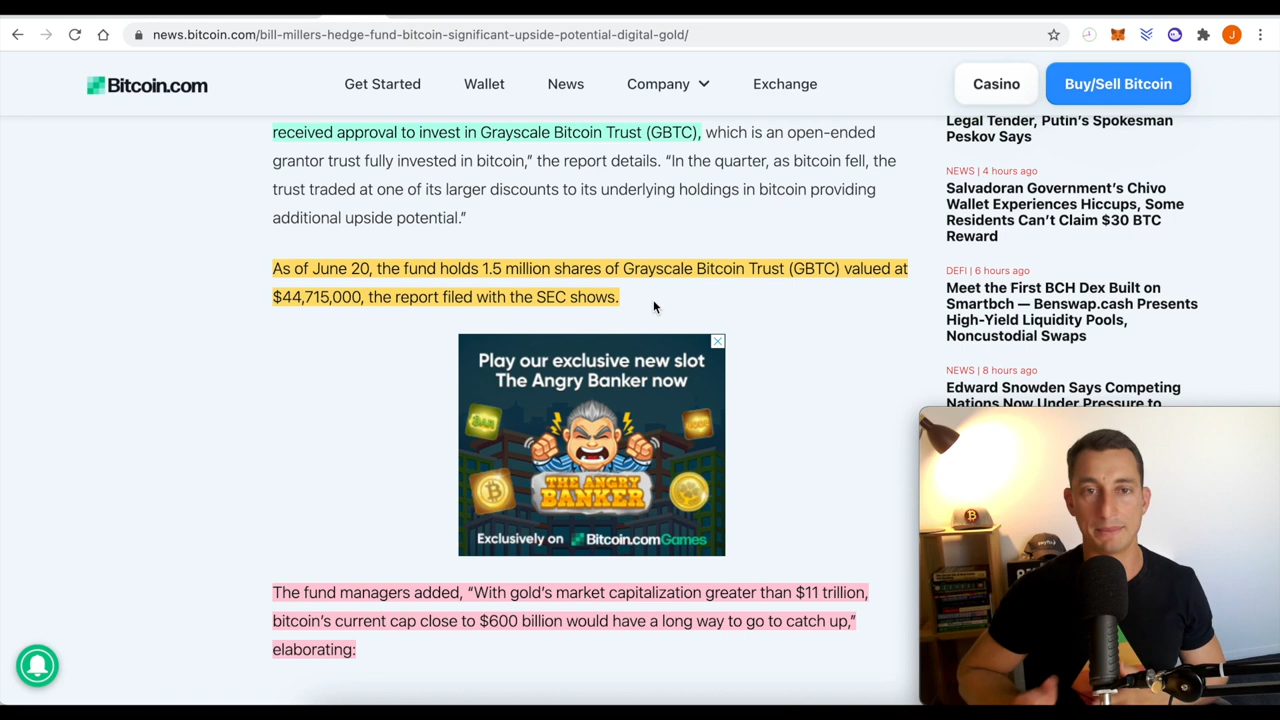 news.bitcoin.com/bill-millers-hedge-fund-bitcoin-significant-upside-potential-digital-gold/
J
Bitcoin.com
Get Started
Wallet
News
Company
Exchange
Casino
Buy/Sell Bitcoin
received approval to invest in Grayscale Bitcoin Trust (GBTC), which is an open-ended
grantor trust fully invested in bitcoin,” the report details. “In the quarter, as bitcoin fell, the
trust traded at one of its larger discounts to its underlying holdings in bitcoin providing
additional upside potential.”
As of June 20, the fund holds 1.5 million shares of Grayscale Bitcoin Trust (GBTC) valued at
$44,715,000, the report filed with the SEC shows.
Play our exclusive new slot
The Angry Banker now
THE ANGRY
BANKER
Exclusively on Bitcoin.com Games
The fund managers added, “With gold’s market capitalization greater than $11 trillion,
bitcoin’s current cap close to $600 billion would have a long way to go to catch up,”
elaborating:
Legal Tender, Putin’s Spokesman
Peskov Says
NEWS | 4 hours ago
Salvadoran Government’s Chivo
Wallet Experiences Hiccups, Some
Residents Can’t Claim $30 BTC
Reward
DEFI | 6 hours ago
Meet the First BCH Dex Built on
Smartbch — Benswap.cash Presents
High-Yield Liquidity Pools,
Noncustodial Swaps
NEWS | 8 hours ago
Edward Snowden Says Competing
Nations Now Under Pressure to